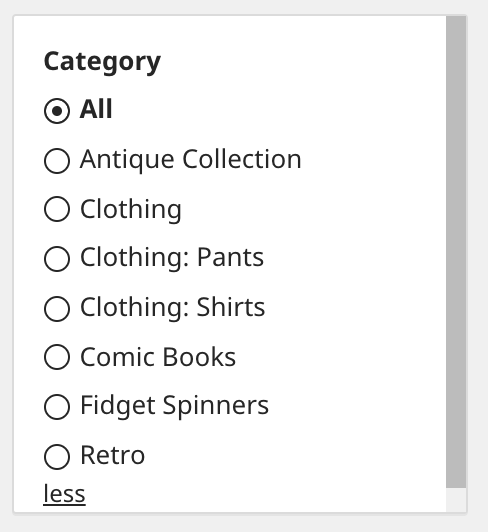 Category
All
Antique Collection
Clothing
Clothing: Pants
Clothing: Shirts
Comic Books
Fidget Spinners
Retro
less